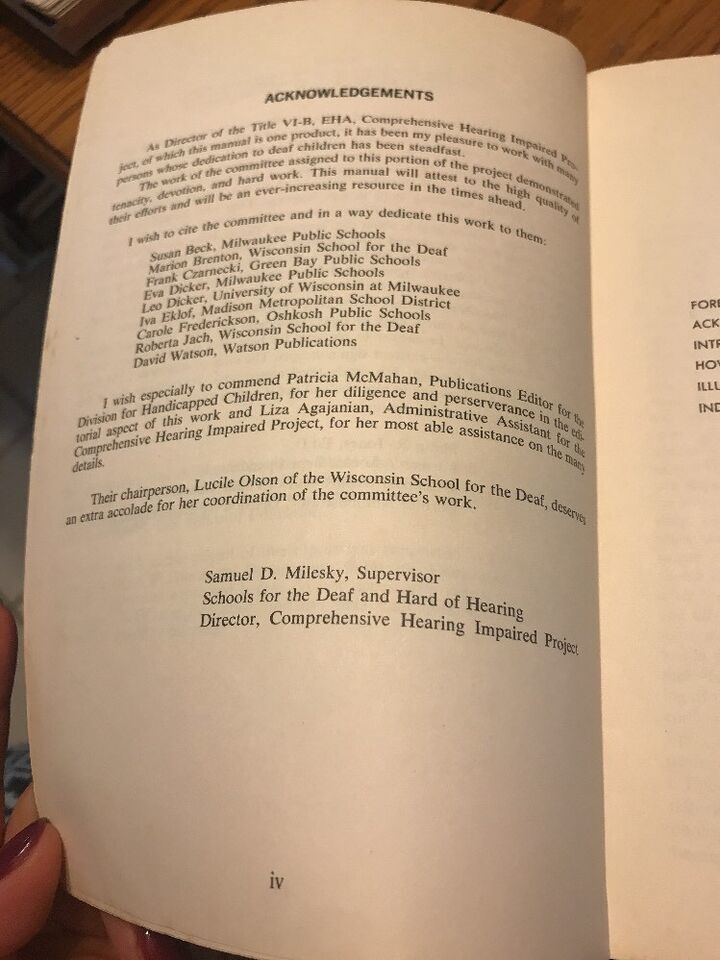 ACKNOWLEDGEMENTS
As Director of the Title VI-B, EHA, Comprehensive Hearing Impaired Pro-
ject, of which this manual is one product, it has been my pleasure to work with many
persons whose dedication to deaf children has been steadfast.
The work of the committee assigned to this portion of the project demonstrated
tenacity, devotion, and hard work. This manual will attest to the high quality of
their efforts and will be an ever-increasing resource in the times ahead.
I wish to cite the committee and in a way dedicate this work to them:
Susan Beck, Milwaukee Public Schools
Marion Brenton, Wisconsin School for the Deaf
Frank Czarnecki, Green Bay Public Schools
Eva Dicker, Milwaukee Public Schools
Leo Dicker, University of Wisconsin at Milwaukee
Iva Eklof, Madison Metropolitan School District
Carole Frederickson, Oshkosh Public Schools
Roberta Jach, Wisconsin School for the Deaf
David Watson, Watson Publications
I wish especially to commend Patricia McMahan, Publications Editor for the
Division for Handicapped Children, for her diligence and perserverance in the edi-
torial aspect of this work and Liza Agajanian, Administrative Assistant for the
Comprehensive Hearing Impaired Project, for her most able assistance on the many
details.
Their chairperson, Lucile Olson of the Wisconsin School for the Deaf, deserves
an extra accolade for her coordination of the committee's work.
Samuel D. Milesky, Supervisor
Schools for the Deaf and Hard of Hearing
Director, Comprehensive Hearing Impaired Project
iv
FORE
ACK
INTR
HOV
ILLU
IND